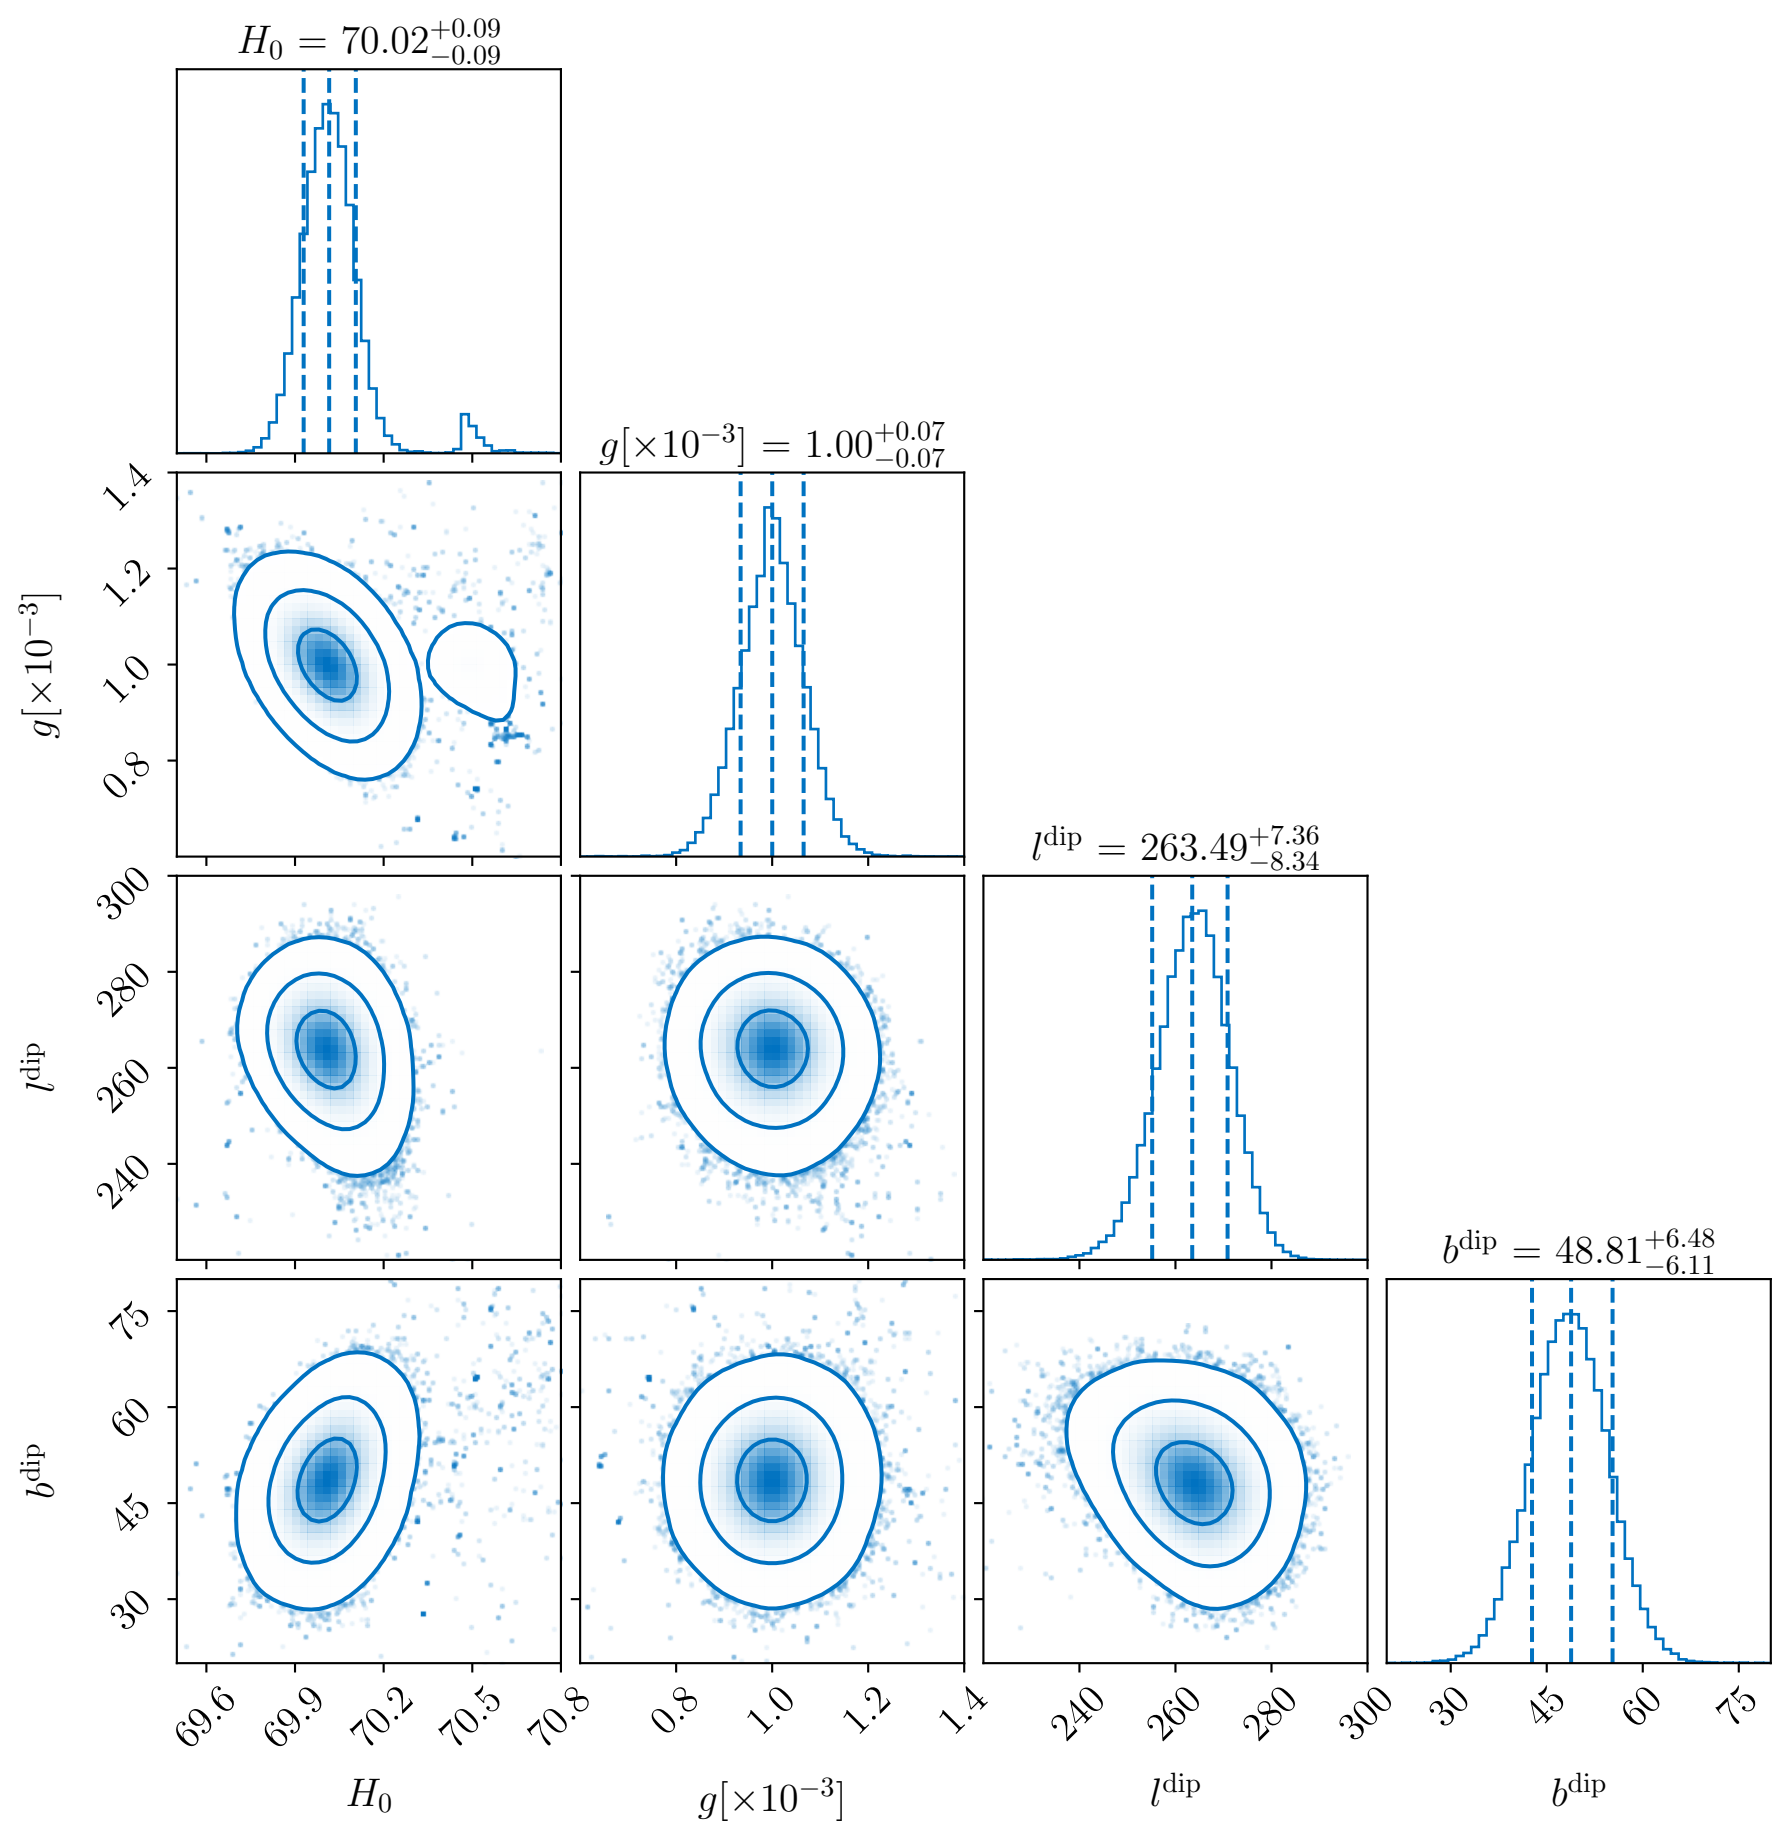 H₀ = 70.02 +0.09 −0.09
g[×10⁻³] = 1.00 +0.07 −0.07
1.4
1.2
1.0
0.8
g[×10⁻³]
l^dip = 263.49 +7.36 −8.34
300
280
260
240
l^dip
b^dip = 48.81 +6.48 −6.11
75
60
45
30
b^dip
69.6 69.9 70.2 70.5 70.8 0.8 1.0 1.2 1.4 240 260 280 300 30 45 60 75
H₀ g[×10⁻³] l^dip b^dip